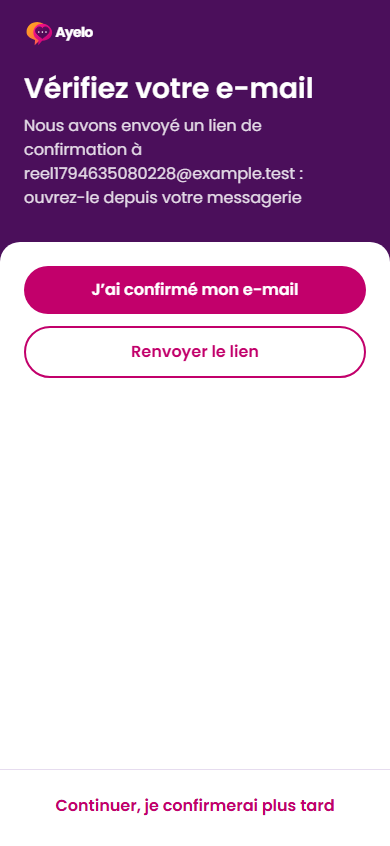 Ayelo
Vérifiez votre e-mail
Nous avons envoyé un lien de
confirmation à
reel1794635080228@example.test :
ouvrez-le depuis votre messagerie
J’ai confirmé mon e-mail
Renvoyer le lien
Continuer, je confirmerai plus tard